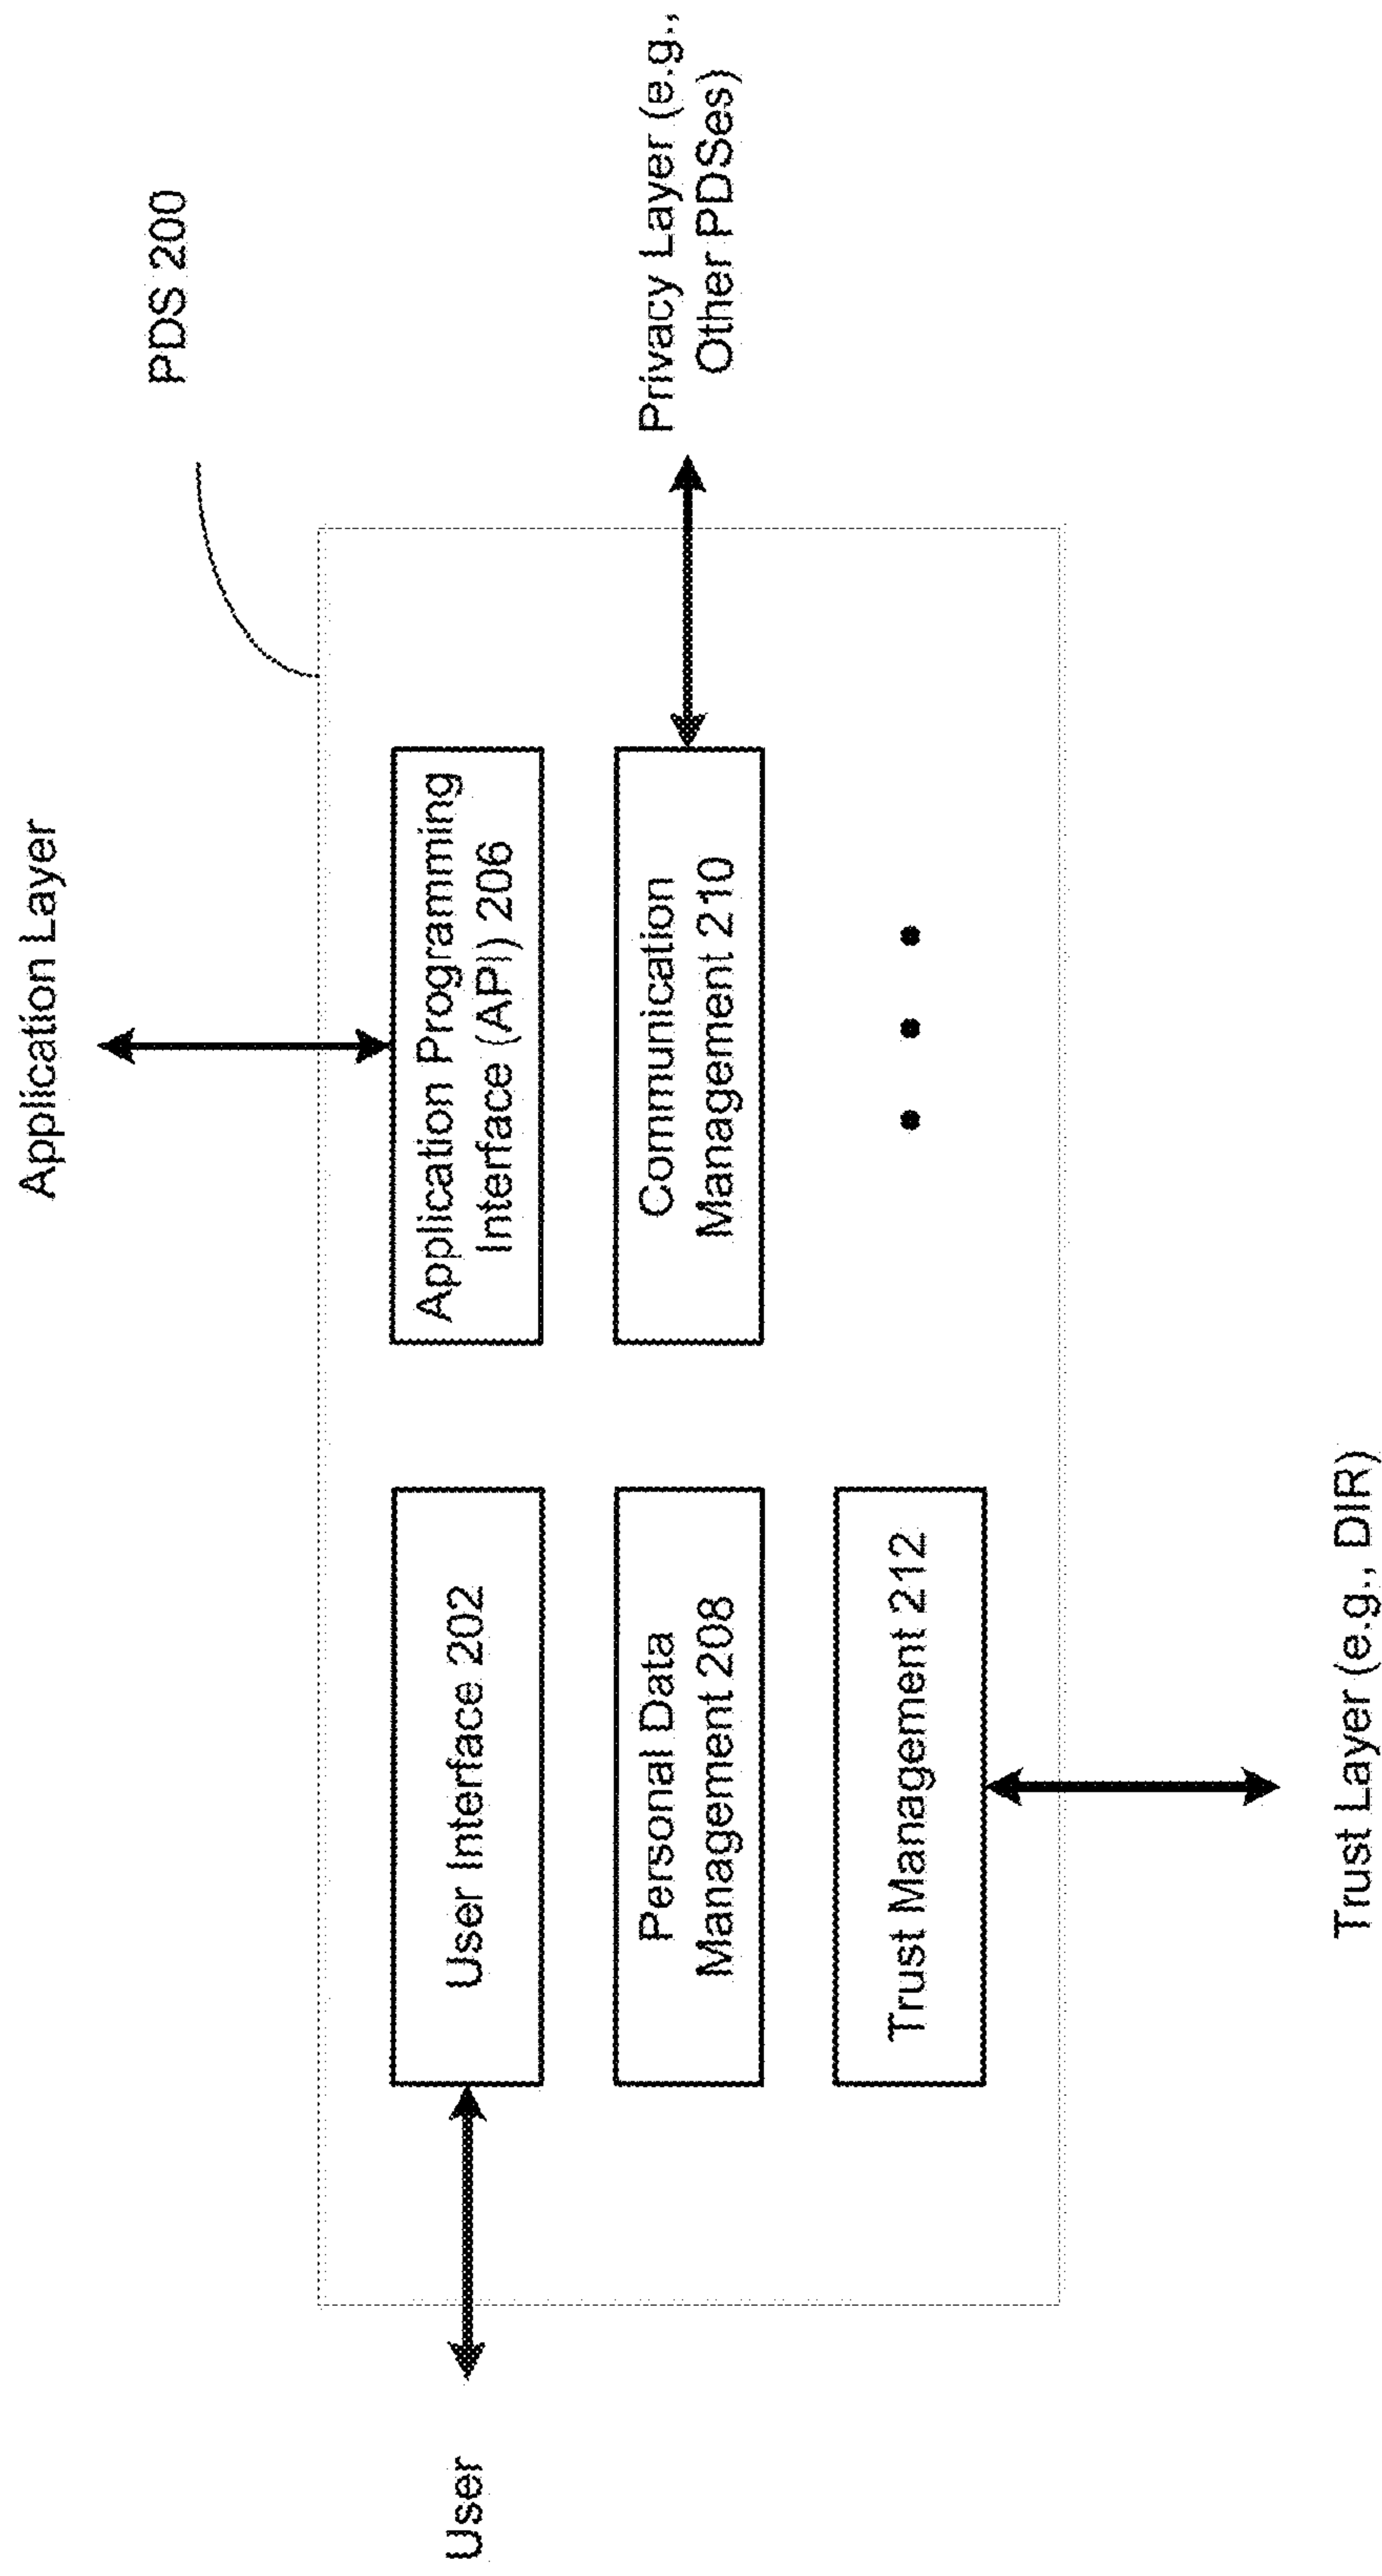 Application Layer
PDS 200
User
User Interface 202
Application Programming
Interface (API) 206
Personal Data
Management 208
Communication
Management 210
Privacy Layer (e.g.,
Other PDSes)
Trust Management 212
Trust Layer (e.g., DIR)